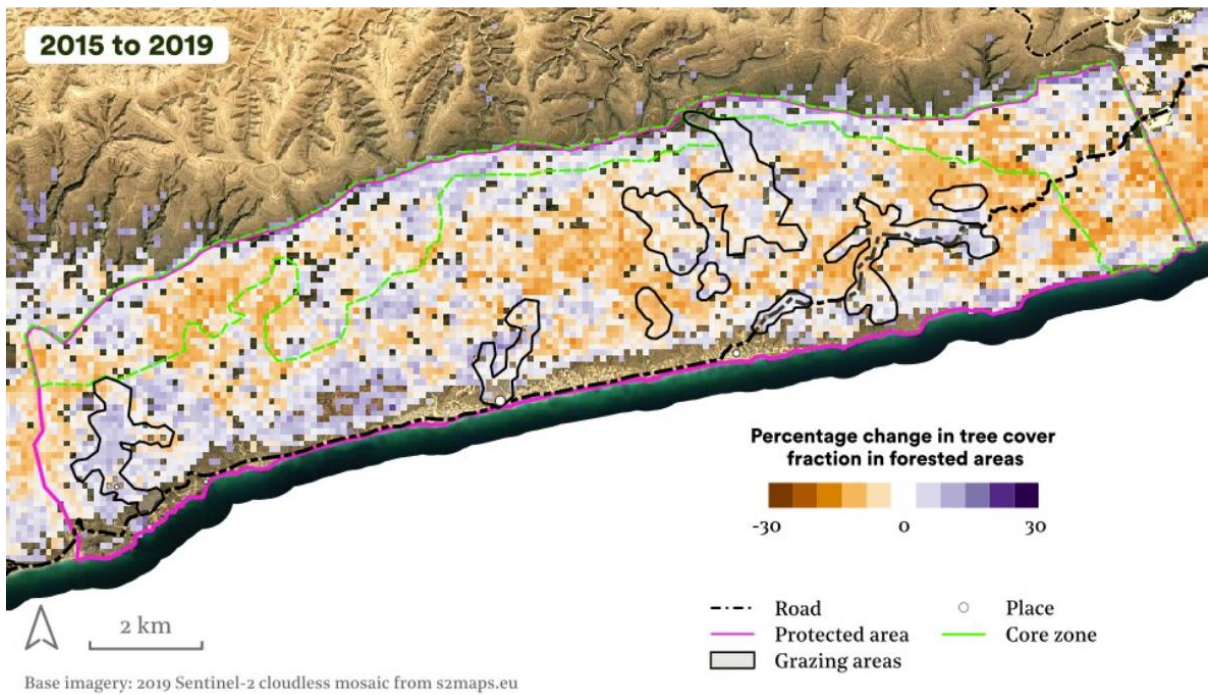 2015 to 2019
Percentage change in tree cover
fraction in forested areas
-30 0 30
Road
Place
Protected area
Core zone
Grazing areas
2 km
Base imagery: 2019 Sentinel-2 cloudless mosaic from s2maps.eu